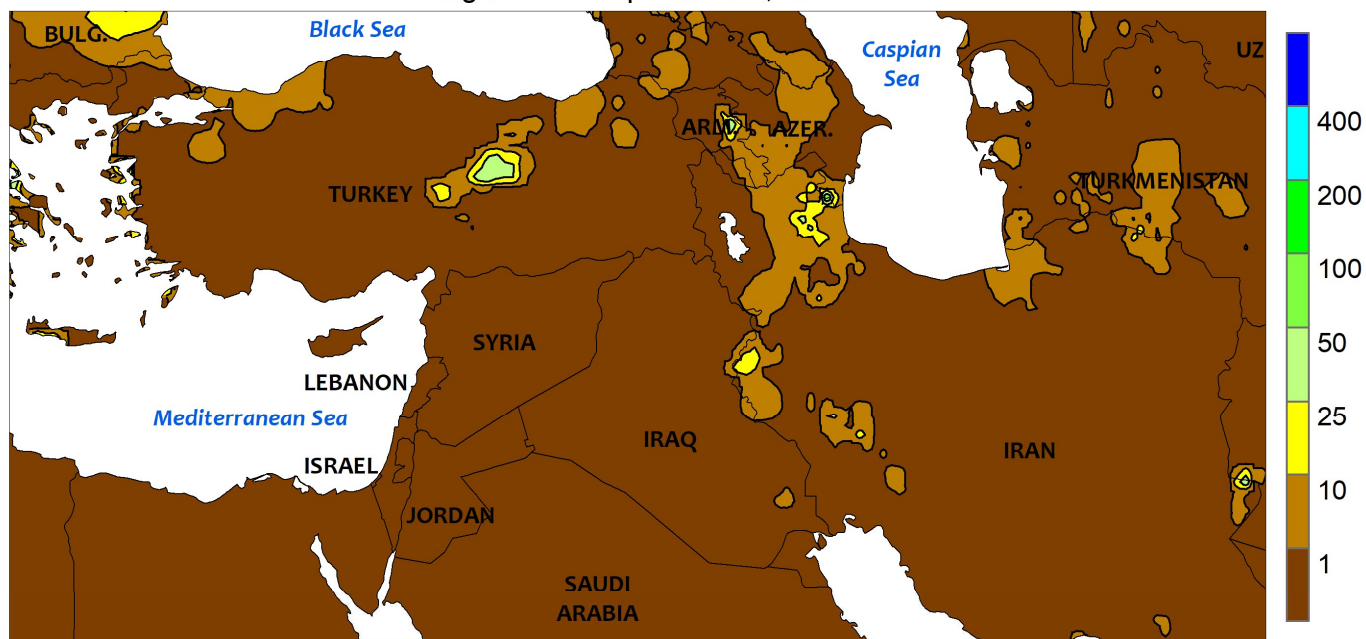 BULG.
Black Sea
Caspian
Sea
UZ
ARM.
AZER.
TURKEY
TURKMENISTAN
SYRIA
LEBANON
Mediterranean Sea
ISRAEL
IRAQ
IRAN
JORDAN
SAUDI
ARABIA
400
200
100
50
25
10
1